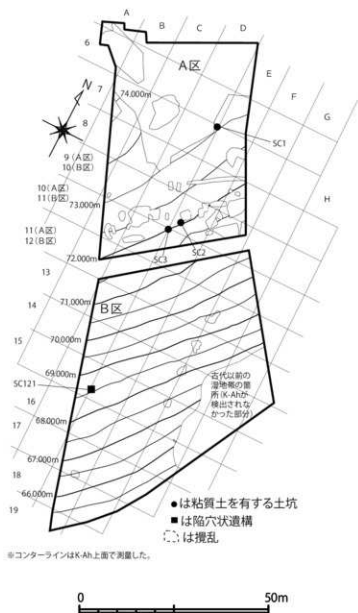 A
B
C
D
E
F
G
H
6
7
8
9（A区）
10（B区）
10（A区）
11（B区）
11（A区）
12（B区）
13
14
15
16
17
18
19
N
A区
74.000m
SC1
73.000m
72.000m
SC3
SC2
B区
71.000m
70.000m
69.000m
SC121
68.000m
67.000m
66.000m
古代以前の
湿地帯の箇
所（K-Ahが
検出されな
かった部分）
●は粘質土を有する土坑
■は陥穴状遺構
は攪乱
※コンターラインはK-Ah上面で測量した。
0
50m